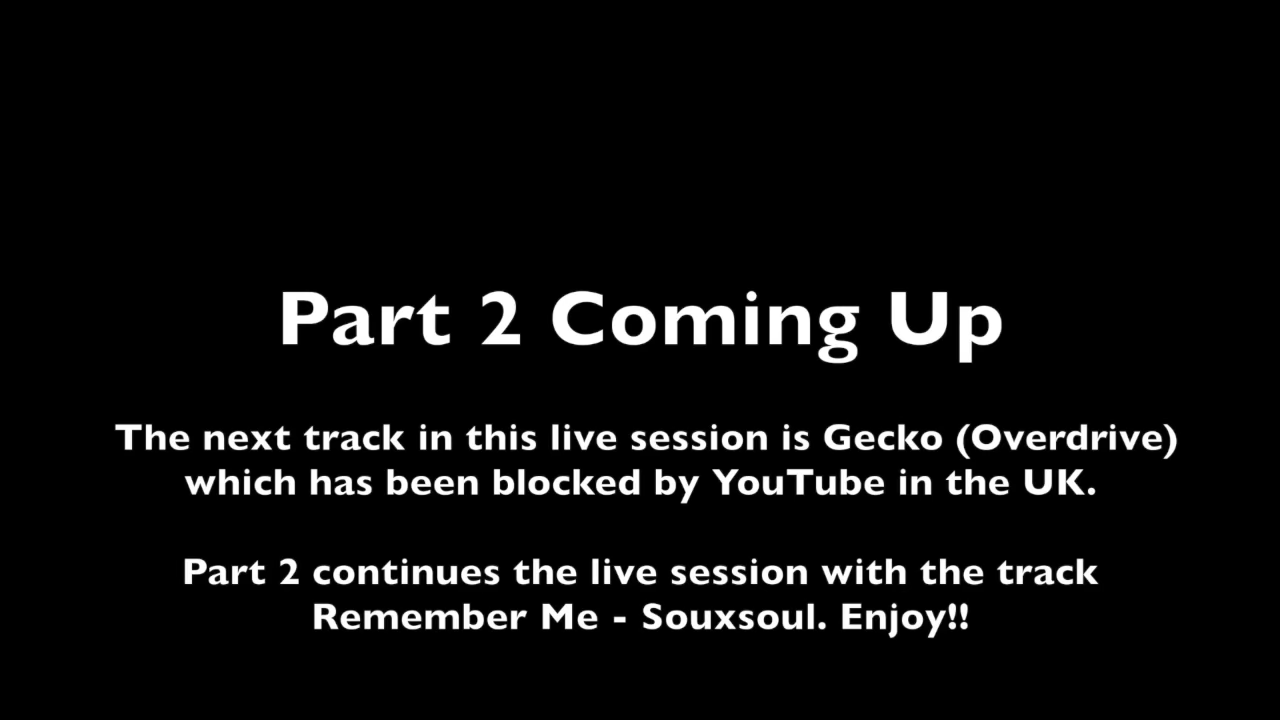 Part 2 Coming Up
The next track in this live session is Gecko (Overdrive)
which has been blocked by YouTube in the UK.
Part 2 continues the live session with the track
Remember Me - Souxsoul. Enjoy!!